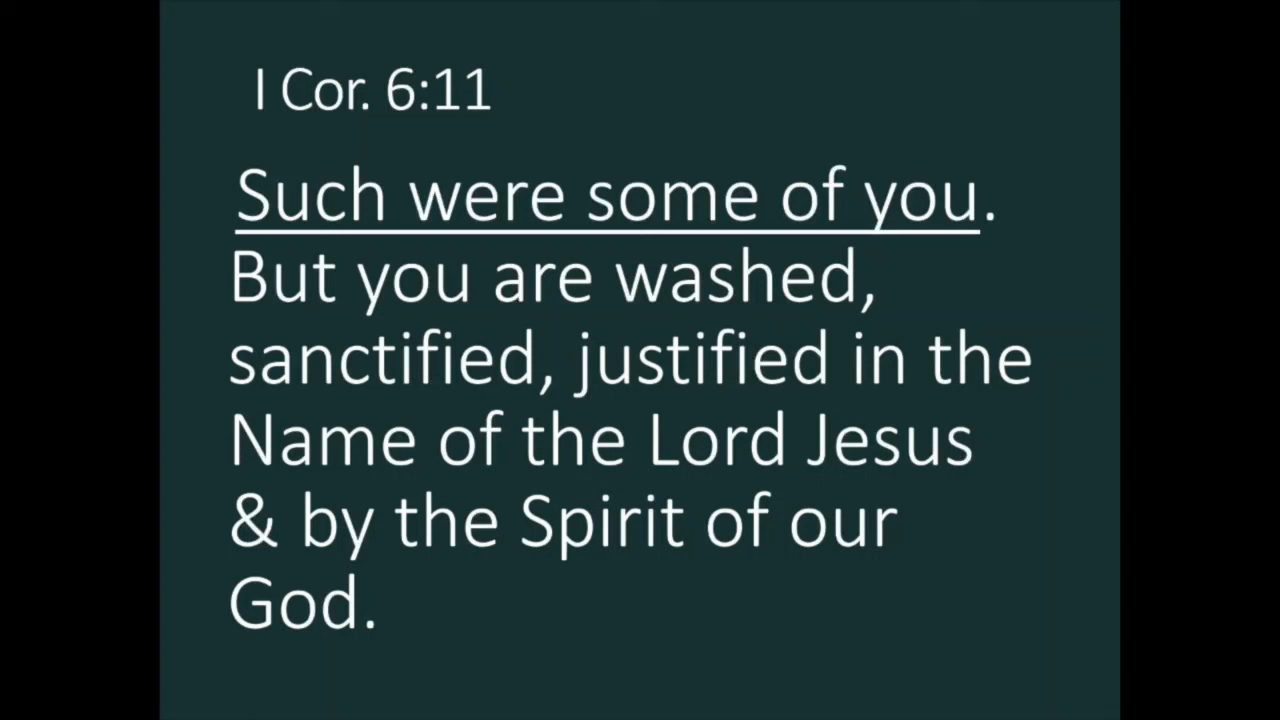 I Cor. 6:11
Such were some of you.
But you are washed,
sanctified, justified in the
Name of the Lord Jesus
& by the Spirit of our
God.